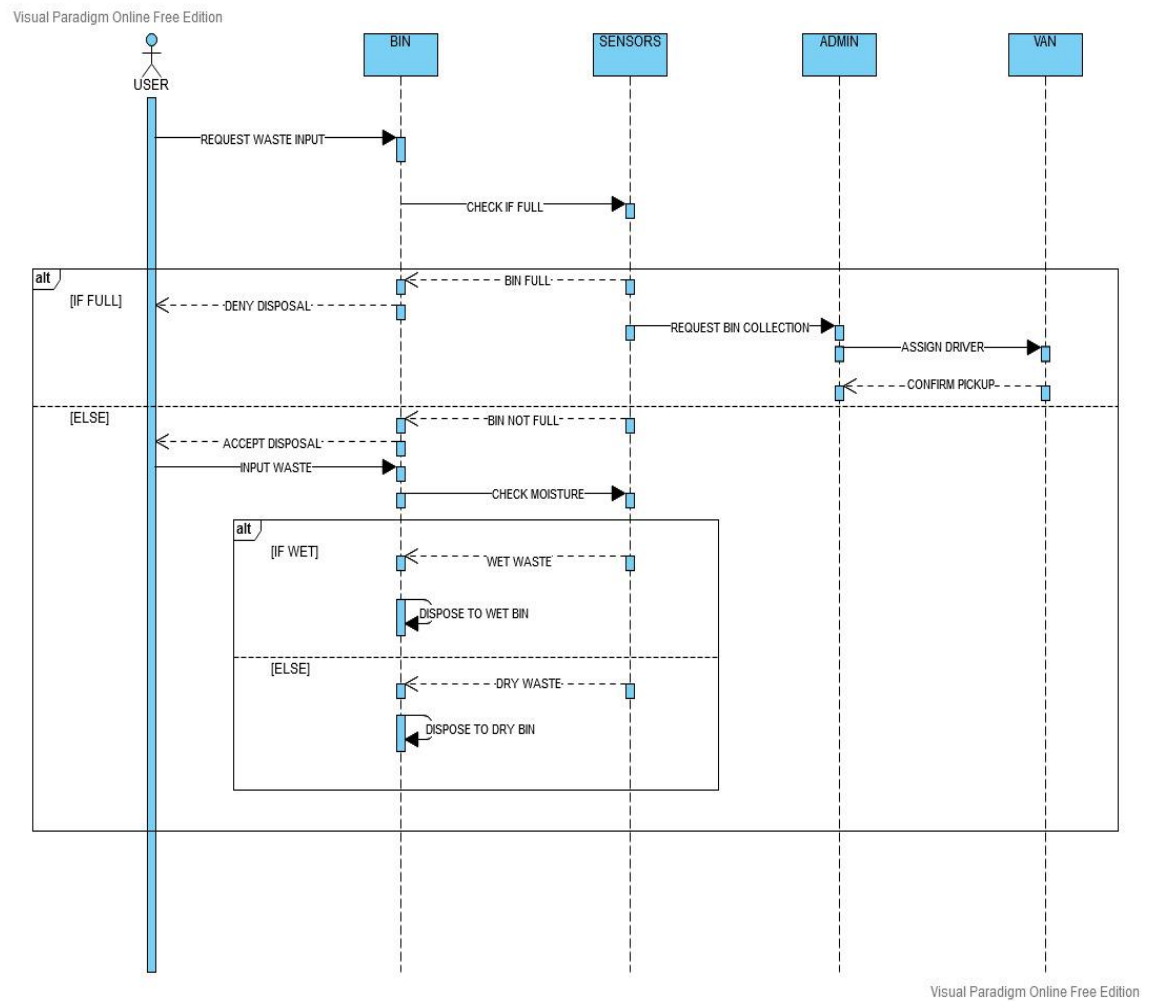 Visual Paradigm Online Free Edition
USER
BIN
SENSORS
ADMIN
VAN
REQUEST WASTE INPUT
CHECK IF FULL
alt
[IF FULL]
BIN FULL
DENY DISPOSAL
REQUEST BIN COLLECTION
ASSIGN DRIVER
CONFIRM PICKUP
[ELSE]
BIN NOT FULL
ACCEPT DISPOSAL
INPUT WASTE
CHECK MOISTURE
alt
[IF WET]
WET WASTE
DISPOSE TO WET BIN
[ELSE]
DRY WASTE
DISPOSE TO DRY BIN
Visual Paradigm Online Free Edition